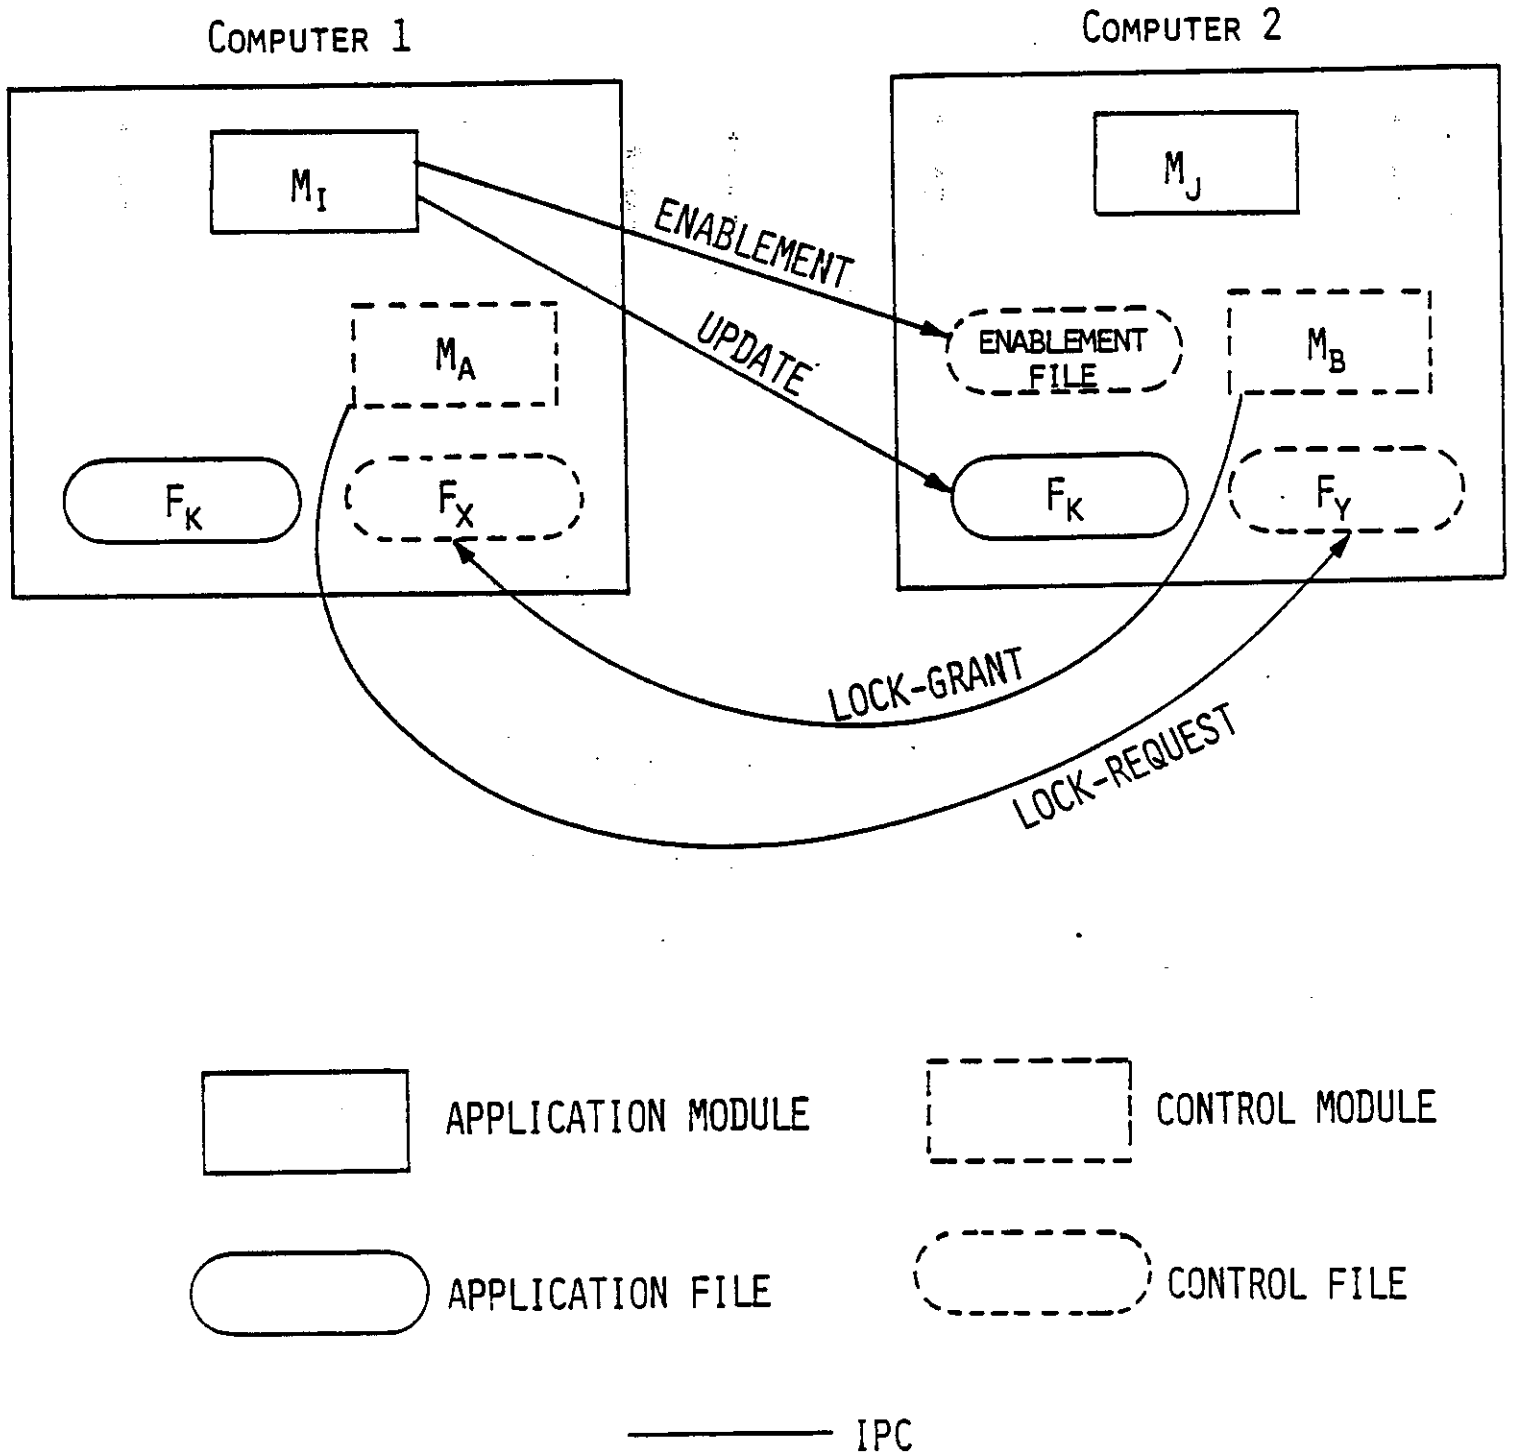 COMPUTER 1
COMPUTER 2
M_I
M_J
ENABLEMENT
UPDATE
M_A
ENABLEMENT
FILE
M_B
F_K
F_X
F_K
F_Y
LOCK-GRANT
LOCK-REQUEST
APPLICATION MODULE
CONTROL MODULE
APPLICATION FILE
CONTROL FILE
IPC